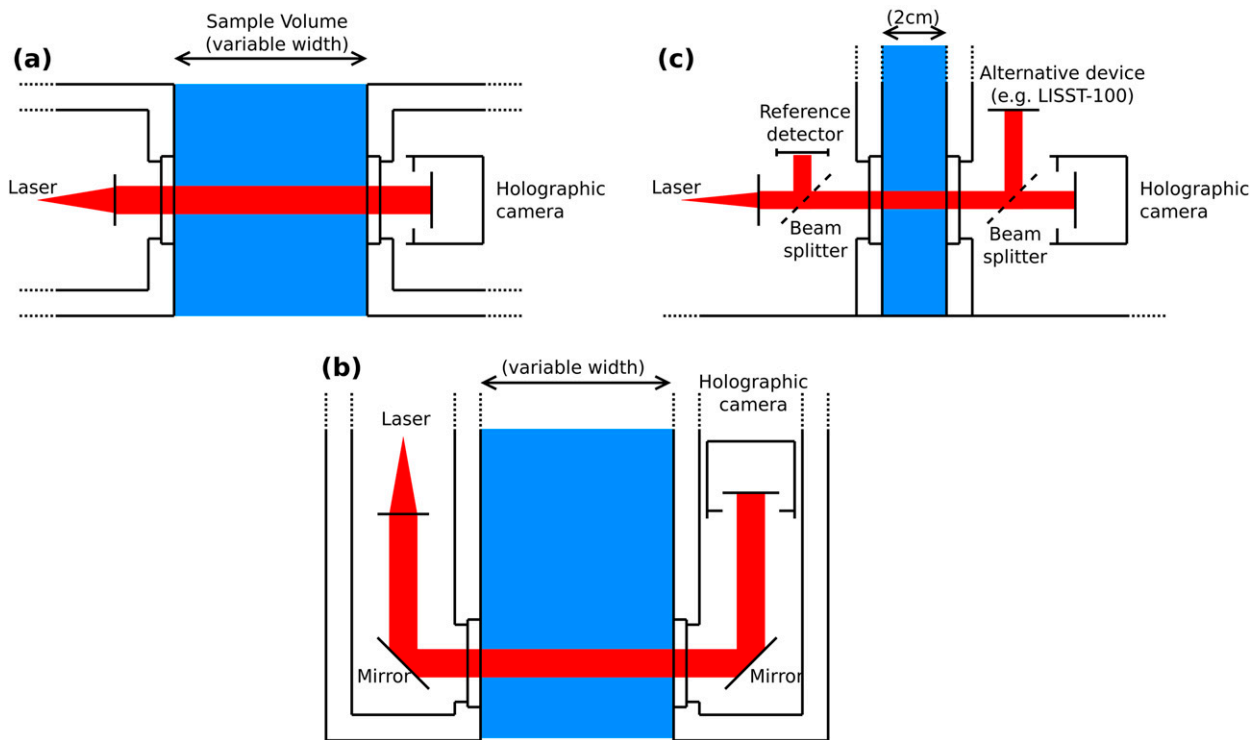 (a)
Sample Volume
(variable width)
Laser
Holographic
camera
(c)
(2cm)
Alternative device
(e.g. LISST-100)
Reference
detector
Laser
Beam
splitter
Beam
splitter
Holographic
camera
(b)
(variable width)
Holographic
camera
Laser
Mirror
Mirror